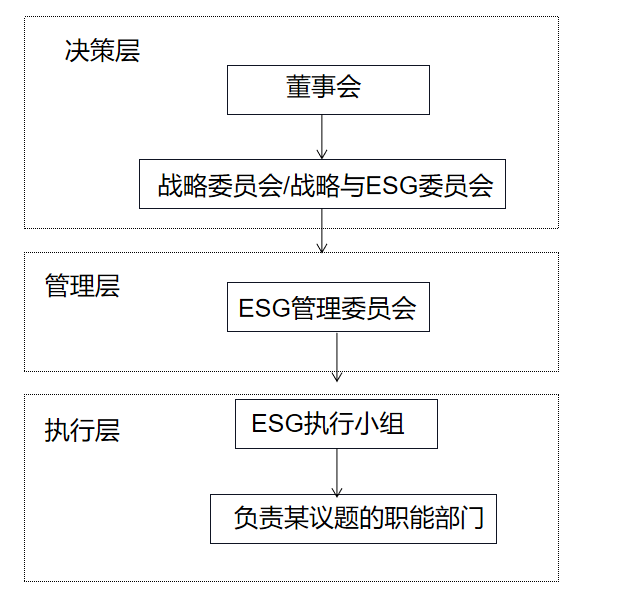 决策层
董事会
战略委员会/战略与ESG委员会
管理层
ESG管理委员会
执行层
ESG执行小组
负责某议题的职能部门